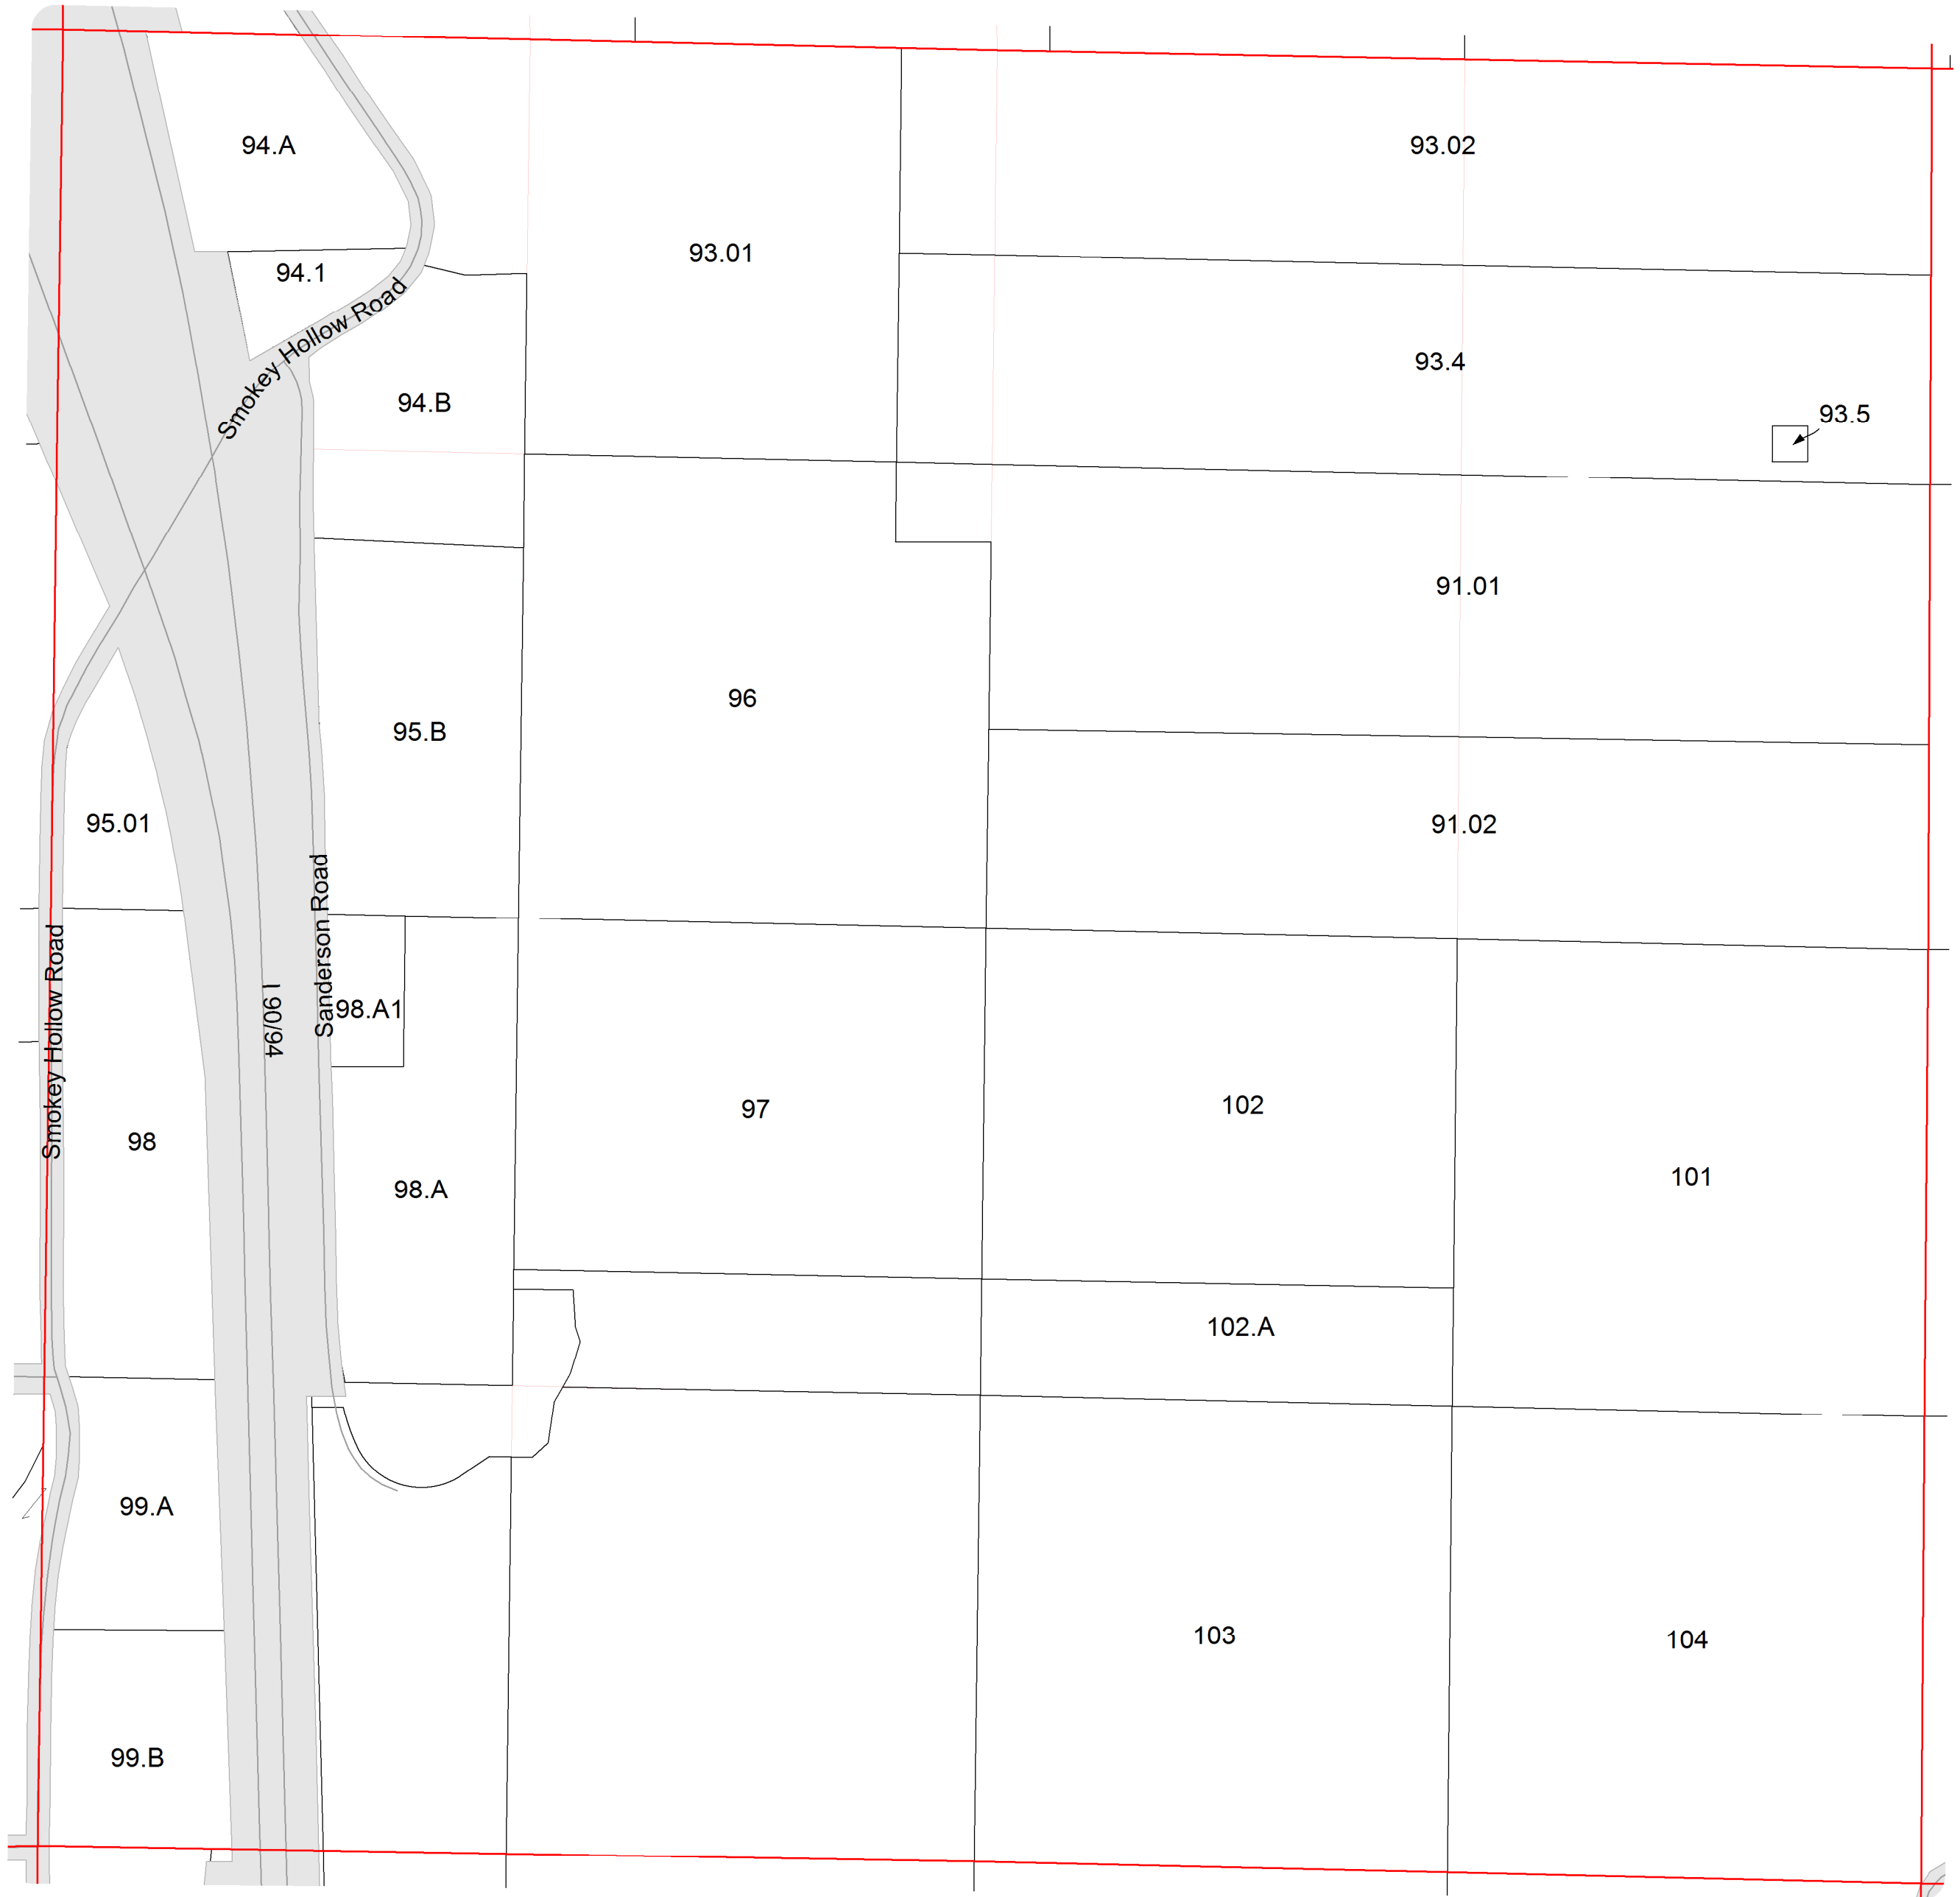 94.A
93.02
93.01
94.1
Smokey Hollow Road
93.4
94.B
93.5
91.01
96
95.B
95.01
91.02
Smokey Hollow Road
Sanderson Road
I 90/94
98.A1
97
102
98
98.A
101
102.A
99.A
103
104
99.B